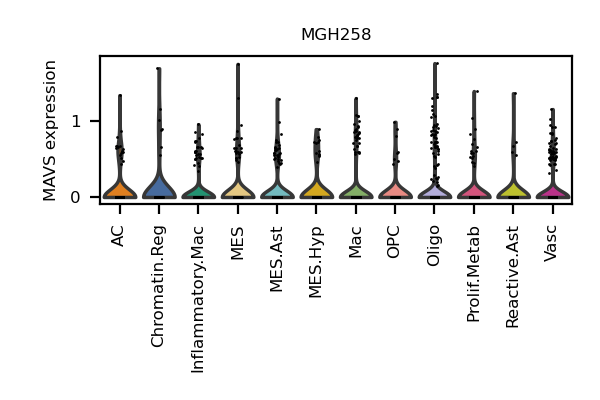 MGH258
MAVS expression
1
0
AC
Chromatin.Reg
Inflammatory.Mac
MES
MES.Ast
MES.Hyp
Mac
OPC
Oligo
Prolif.Metab
Reactive.Ast
Vasc